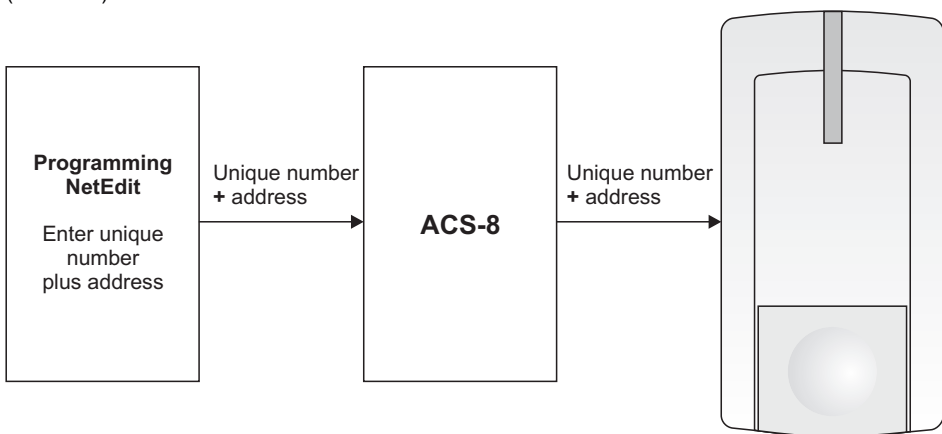 Programming
NetEdit
Enter unique
number
plus address
Unique number
+ address
ACS-8
Unique number
+ address